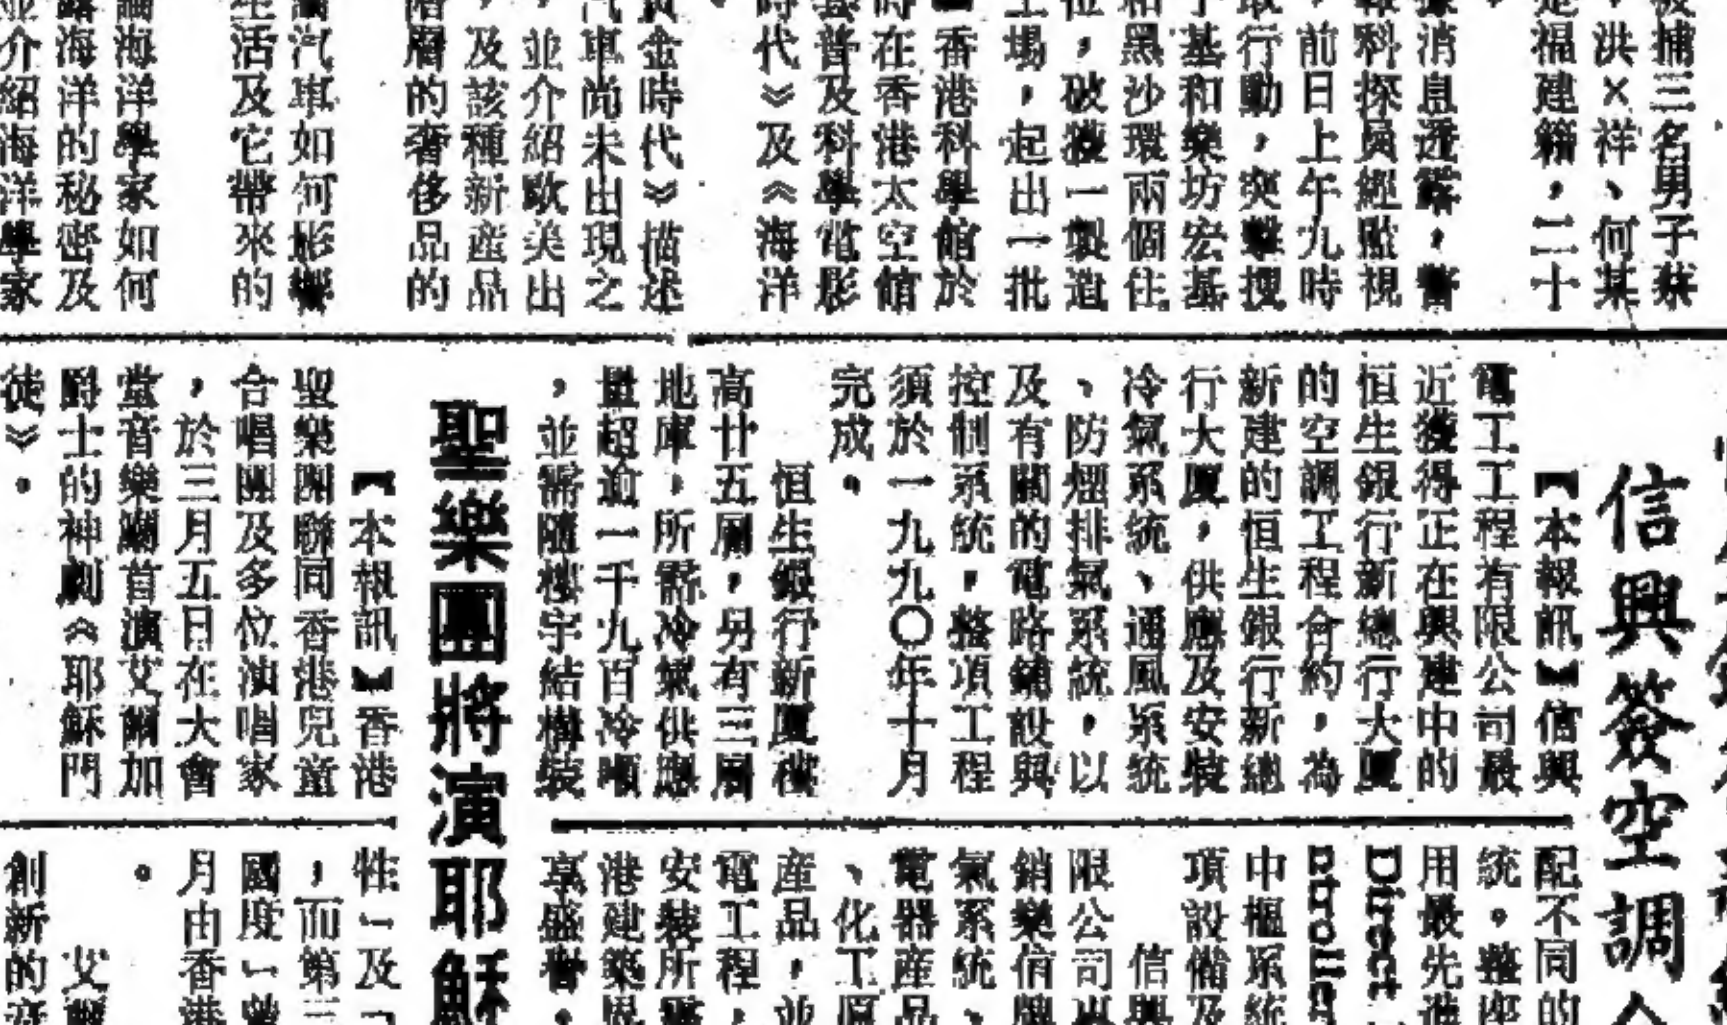 捕三名男子蔡
，洪×祥、何某
是福建籍，二十
消息透露，警
料探員經監視
，前日上午九時
取行動，突擊搜
基和樂坊宏基
和黑沙環兩個住
位，破獲一製造
工場，起出一批
香港科學館於
時在香港太空館
普及科學電影
時代》及《海洋
黃金時代》描述
汽車尚未出現之
，並介紹歐美出
，及該種新產品
階層的奢侈品的
汽車如何影響
生活及它帶來的
海洋學家如何
海洋的秘密及
並介紹海洋學家
信興簽空調
【本報訊】信興
電工工程有限公司最
近獲得正在興建中的
恒生銀行新總行大廈
的空調工程合約，為
新建的恒生銀行新總
行大廈，供應及安裝
冷氣系統、通風系統
、防煙排氣系統，以
及有關的電路鋪設與
控制系統，整項工程
須於一九九〇年十月
完成。
恒生銀行新廈樓
高廿五層，另有三層
地庫，所需冷氣供應
量超逾一千九百冷噸
，並需隨樓宇結構裝
配不同的
統。整座
用最先進
Direct
中樞系統
項設備及
信興
限公司
銷樂信牌
氣系統、
電器產品
、化工原
產品，並
電工程，
安裝所需
港建築界
享盛譽。
聖樂團將演耶穌
【本報訊】香港
聖樂團聯同香港兒童
合唱團及多位演唱家
，於三月五日在大會
堂音樂廳首演艾爾加
爵士的神劇《耶穌門
徒》。
牲」及「
，而第三
國度」
月由香港
。
艾爾
創新的